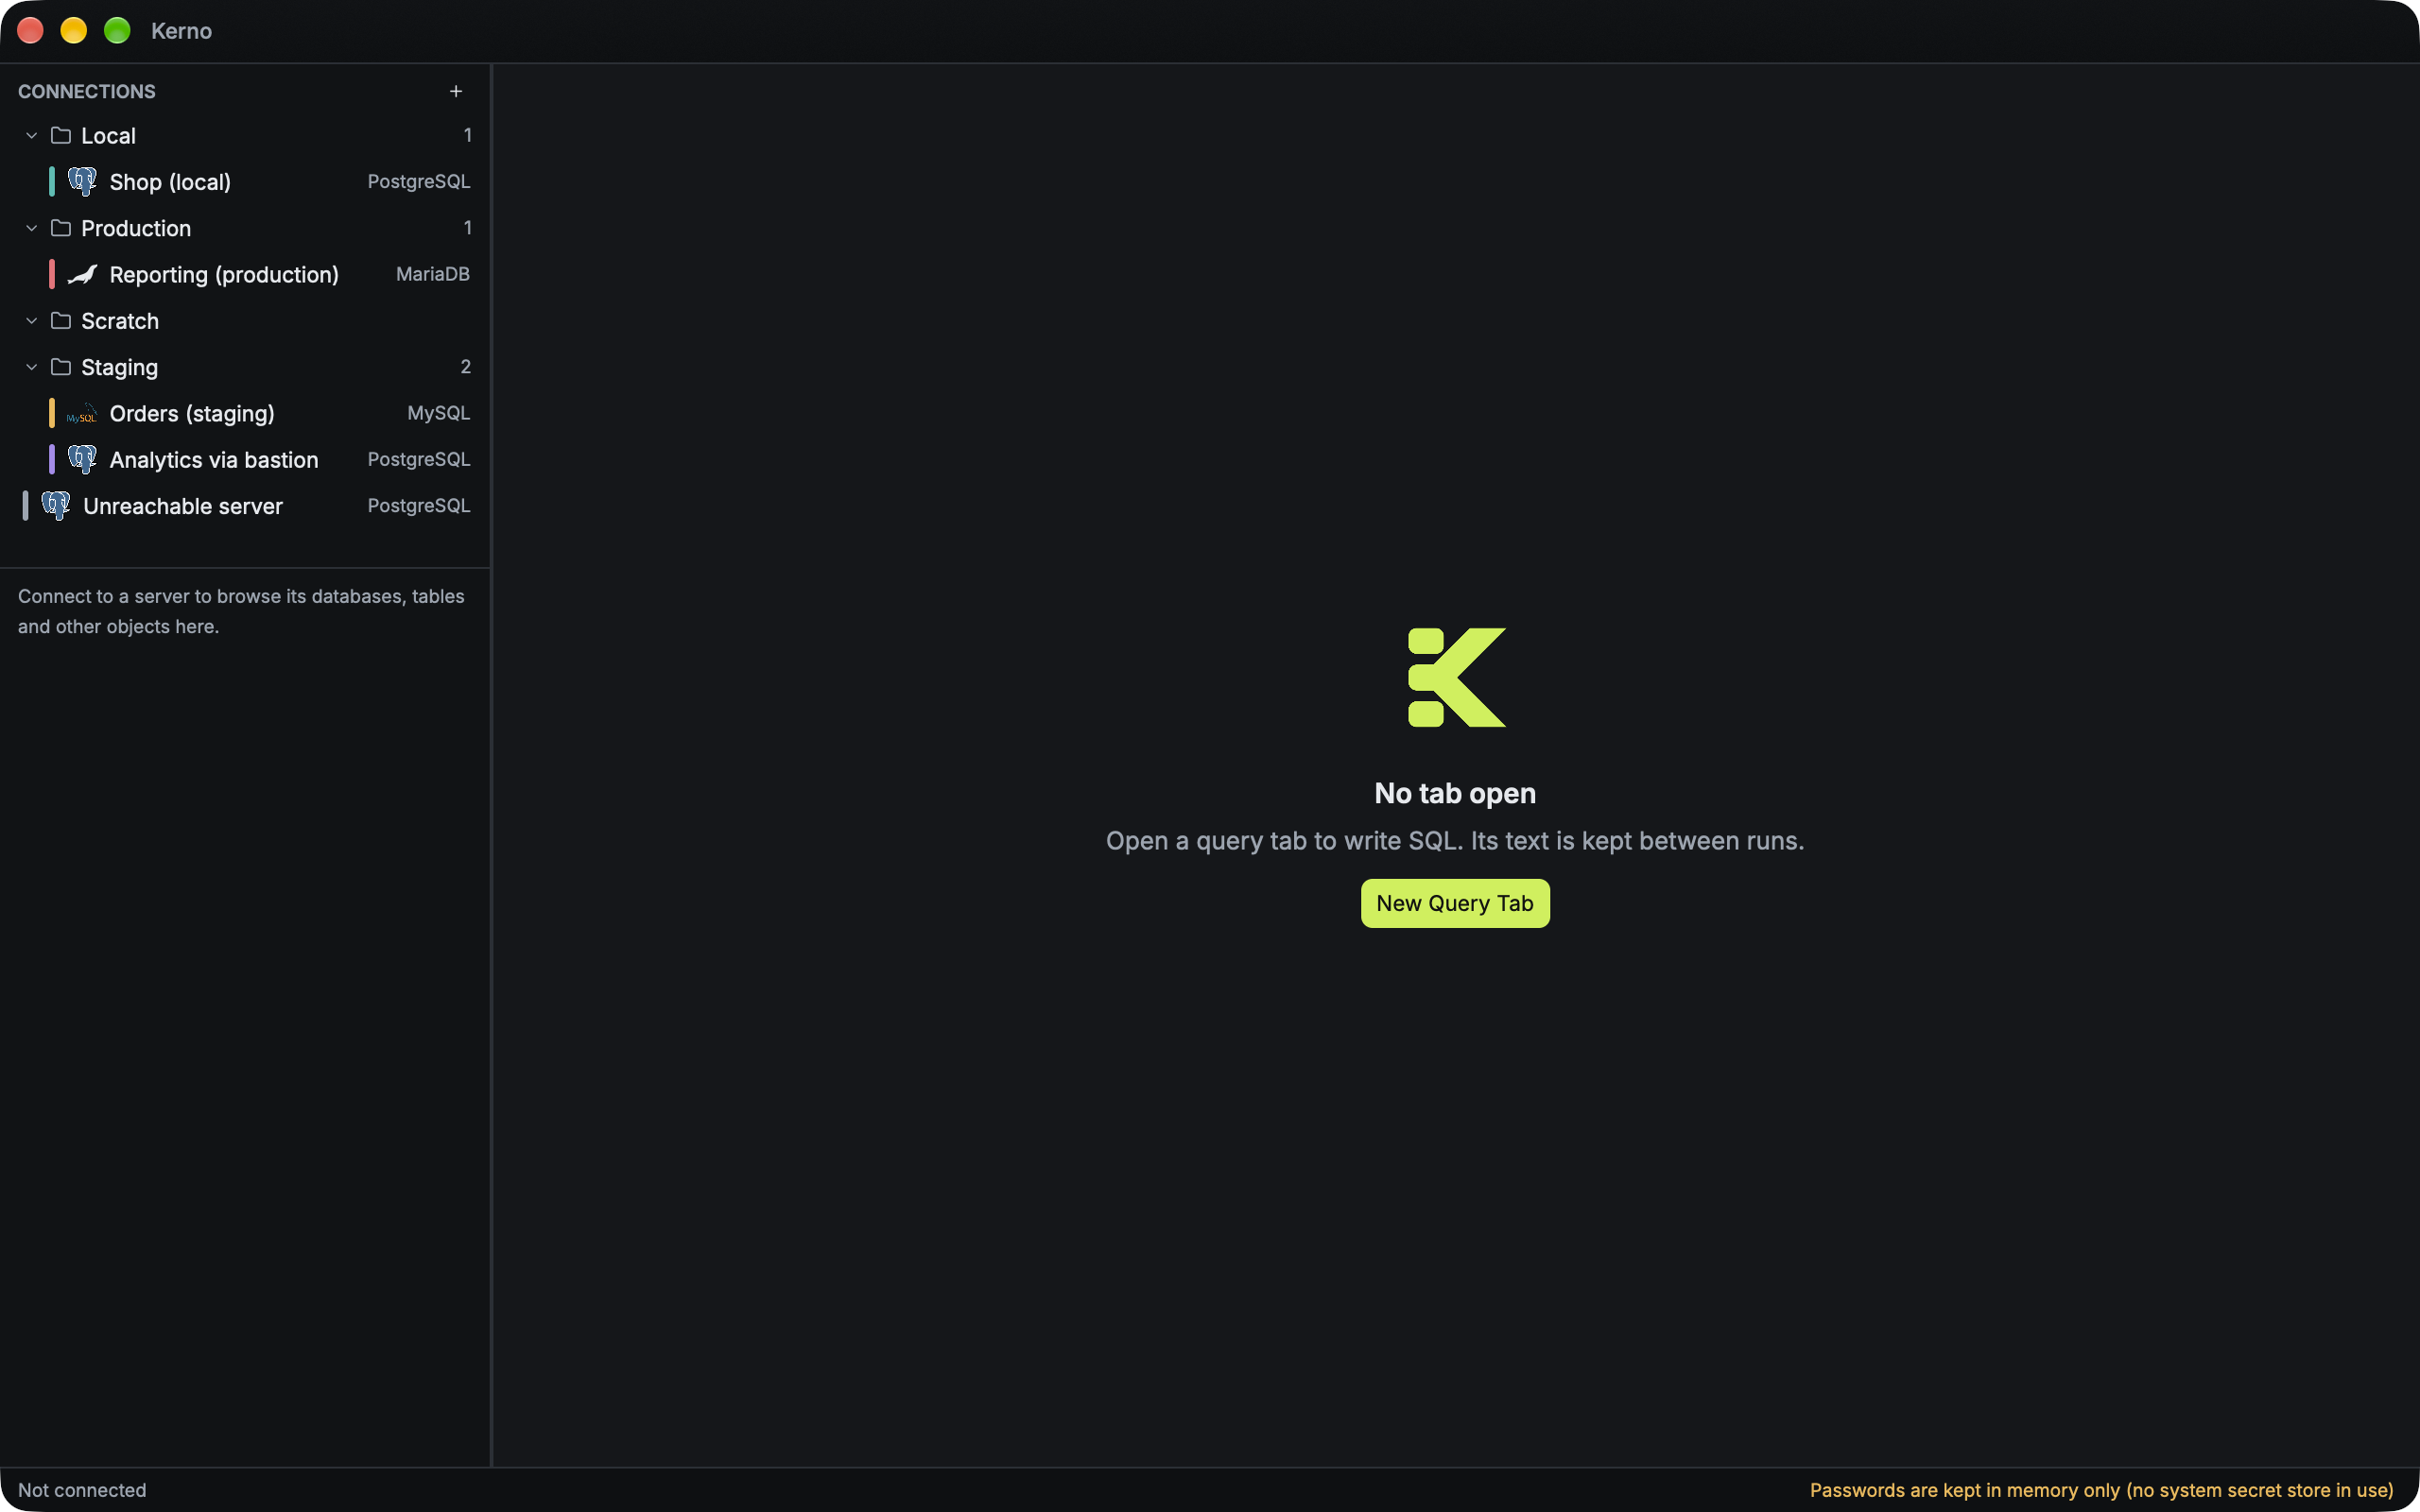 Kerno
CONNECTIONS +
Local 1
Shop (local) PostgreSQL
Production 1
Reporting (production) MariaDB
Scratch
Staging 2
MySQL Orders (staging) MySQL
Analytics via bastion PostgreSQL
Unreachable server PostgreSQL
Connect to a server to browse its databases, tables
and other objects here.
No tab open
Open a query tab to write SQL. Its text is kept between runs.
New Query Tab
Not connected
Passwords are kept in memory only (no system secret store in use)